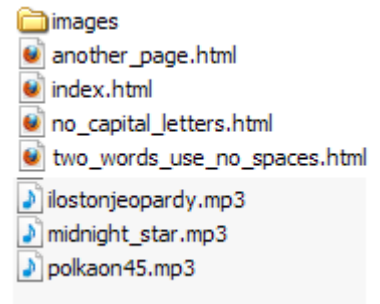 images
another_page.html
index.html
no_capital_letters.html
two_words_use_no_spaces.html
ilostonjeopardy.mp3
midnight_star.mp3
polkaon45.mp3